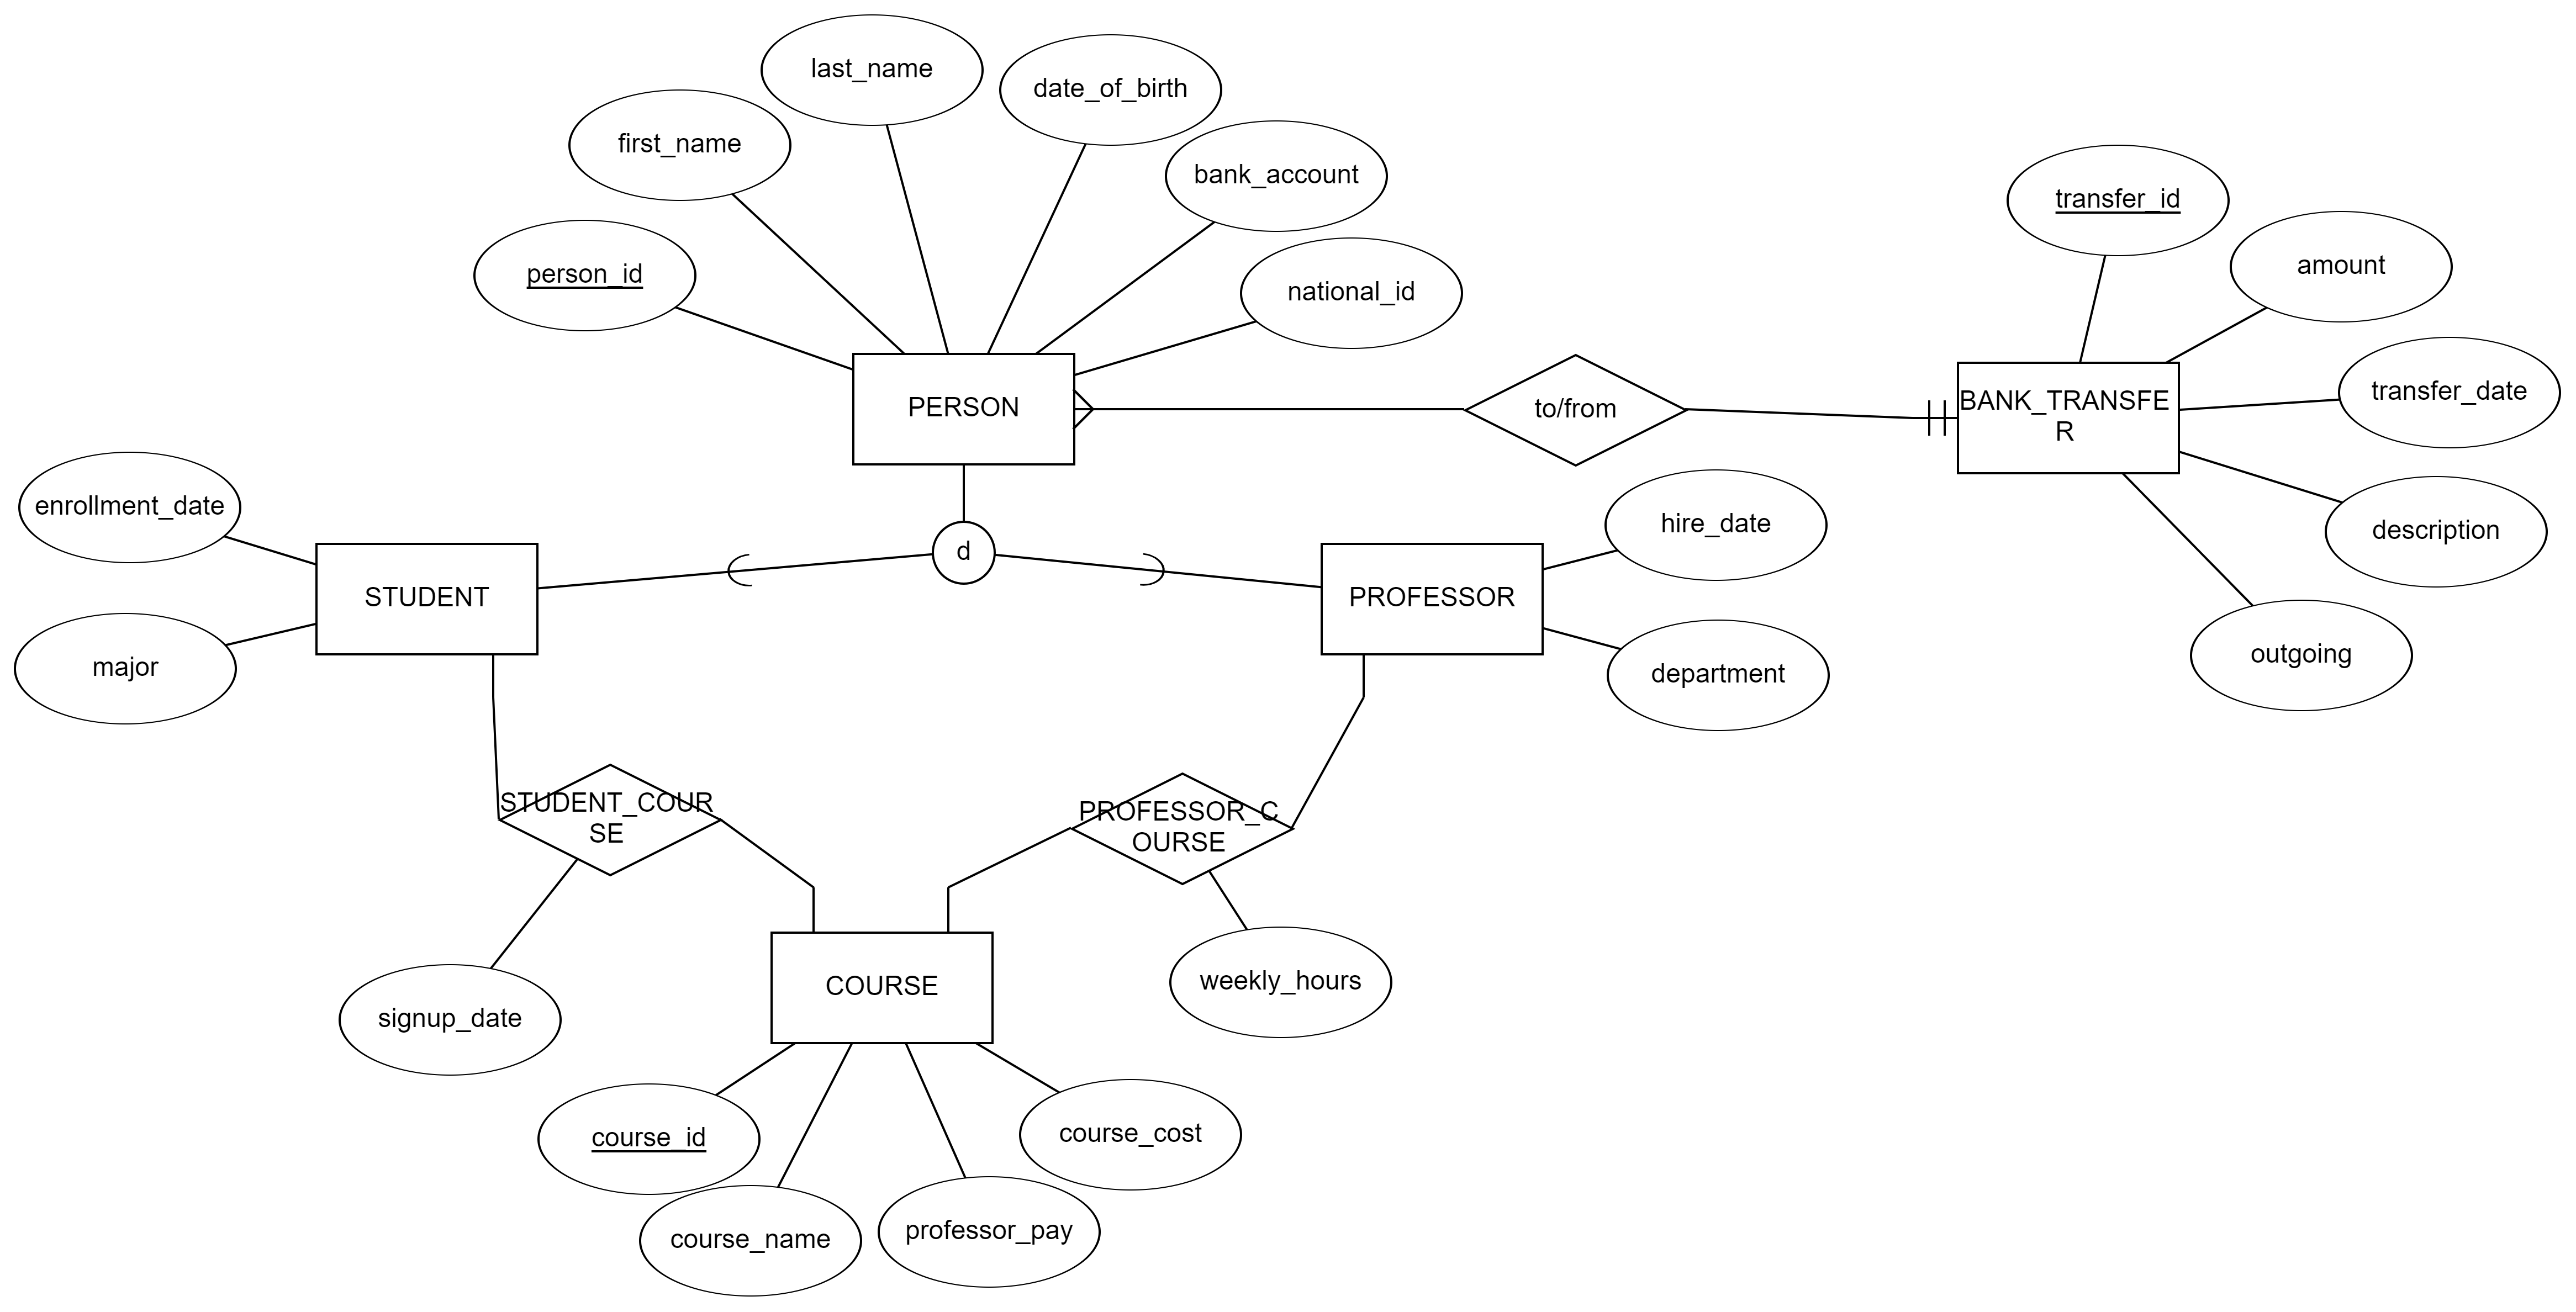 last_name
date_of_birth
first_name
bank_account
transfer_id
person_id
national_id
amount
PERSON
to/from
BANK_TRANSFE
R
transfer_date
enrollment_date
hire_date
description
d
STUDENT
PROFESSOR
major
department
outgoing
STUDENT_COUR
SE
PROFESSOR_C
OURSE
signup_date
COURSE
weekly_hours
course_id
course_cost
course_name
professor_pay